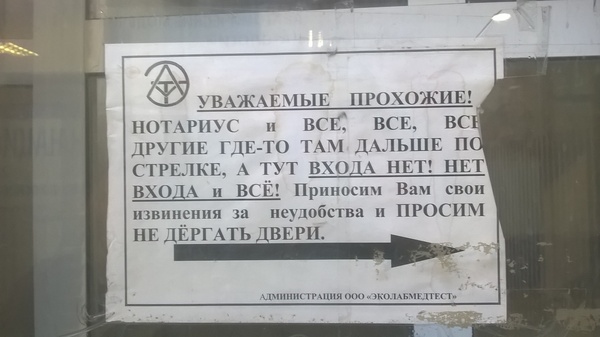 УВАЖАЕМЫЕ ПРОХОЖИЕ!
НОТАРИУС и ВСЕ, ВСЕ, ВСЕ
ДРУГИЕ ГДЕ-ТО ТАМ ДАЛЬШЕ ПО
СТРЕЛКЕ, А ТУТ ВХОДА НЕТ! НЕТ
ВХОДА и ВСЁ! Приносим Вам свои
извинения за неудобства и ПРОСИМ
НЕ ДЁРГАТЬ ДВЕРИ.
АДМИНИСТРАЦИЯ ООО «ЭКОЛАБМЕДТЕСТ»